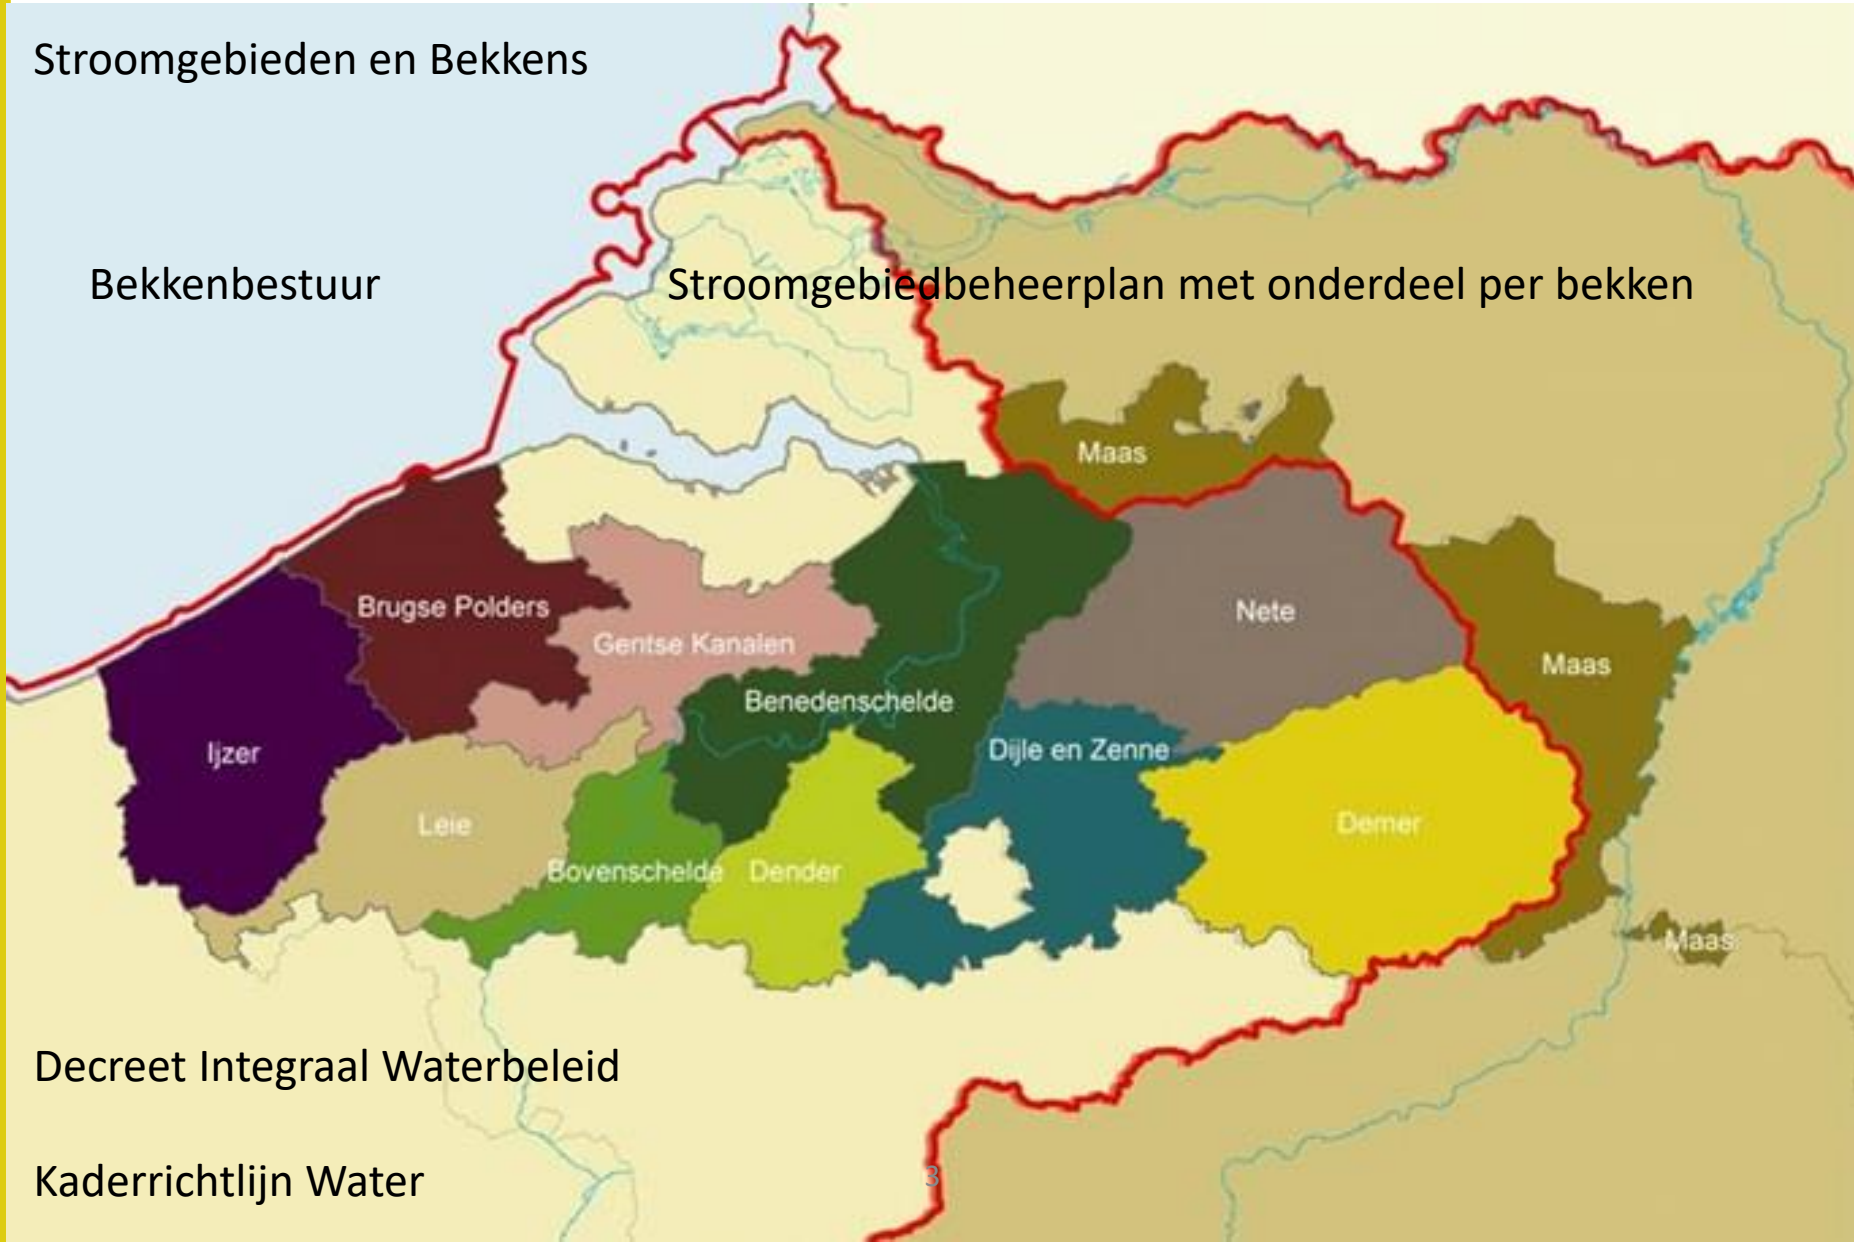 Stroomgebieden en Bekkens
Bekkenbestuur
Stroomgebiedbeheerplan met onderdeel per bekken
Maas
Brugse Polders
Nete
Gentse Kanalen
Maas
Benedenschelde
Ijzer
Dijle en Zenne
Leie
Demer
Bovenschelde
Dender
Maas
Decreet Integraal Waterbeleid
Kaderrichtlijn Water
3